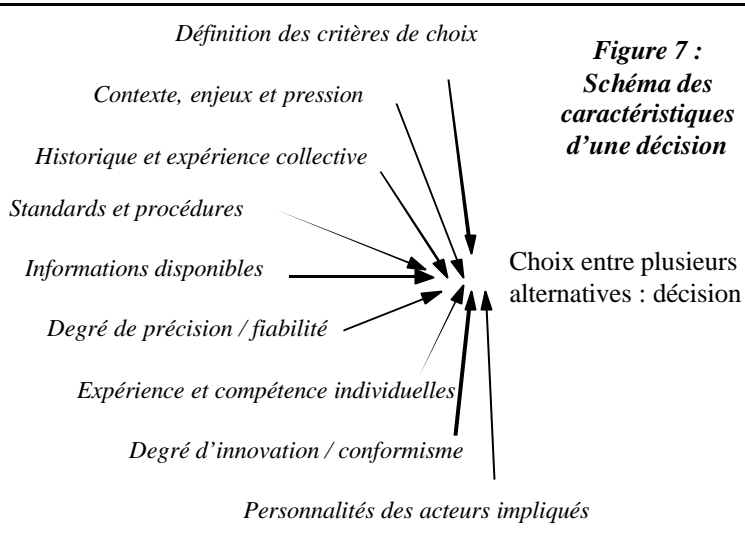 Définition des critères de choix
Figure 7 :
Schéma des
caractéristiques
d’une décision
Contexte, enjeux et pression
Historique et expérience collective
Standards et procédures
Informations disponibles
Choix entre plusieurs
alternatives : décision
Degré de précision / fiabilité
Expérience et compétence individuelles
Degré d’innovation / conformisme
Personnalités des acteurs impliqués